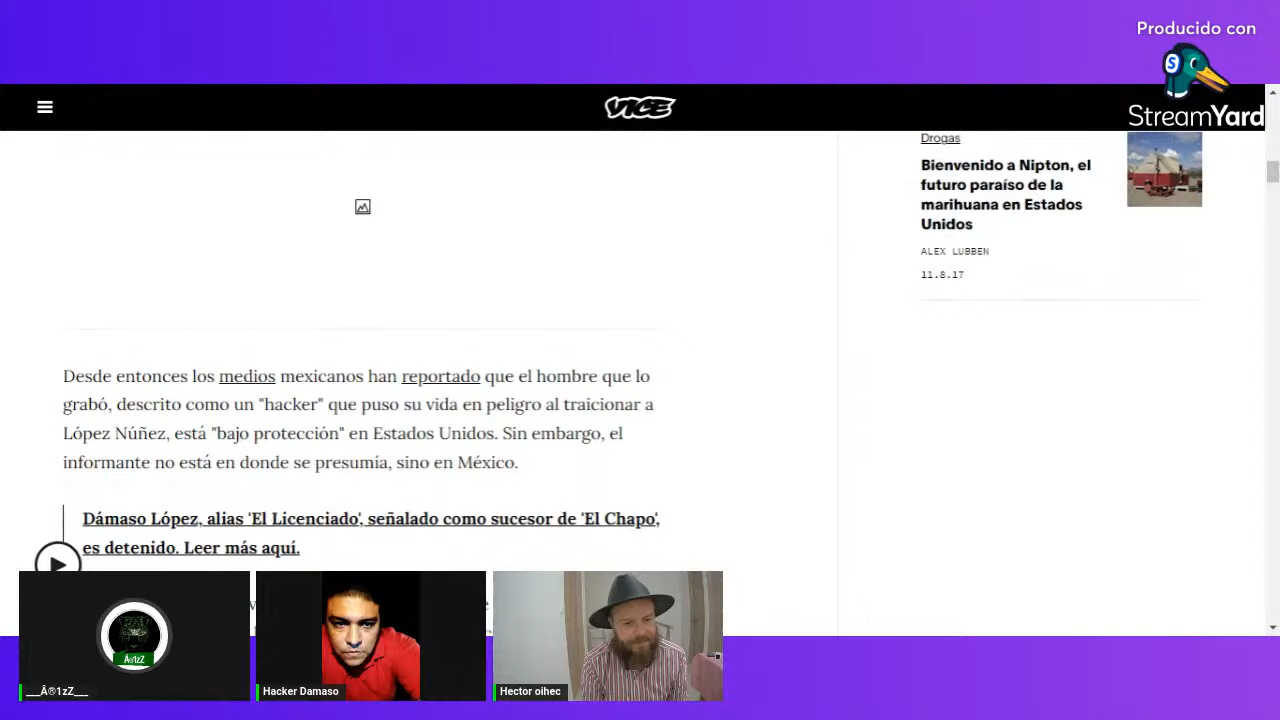 Producido con
StreamYard
VICE
Drogas
Bienvenido a Nipton, el
futuro paraíso de la
marihuana en Estados
Unidos
ALEX LUBBEN
11.8.17
Desde entonces los medios mexicanos han reportado que el hombre que lo
grabó, descrito como un "hacker" que puso su vida en peligro al traicionar a
López Núñez, está "bajo protección" en Estados Unidos. Sin embargo, el
informante no está en donde se presumía, sino en México.
Dámaso López, alias 'El Licenciado', señalado como sucesor de 'El Chapo',
es detenido. Leer más aquí.
Â®1zZ
___Â®1zZ___
Hacker Damaso
Hector oihec